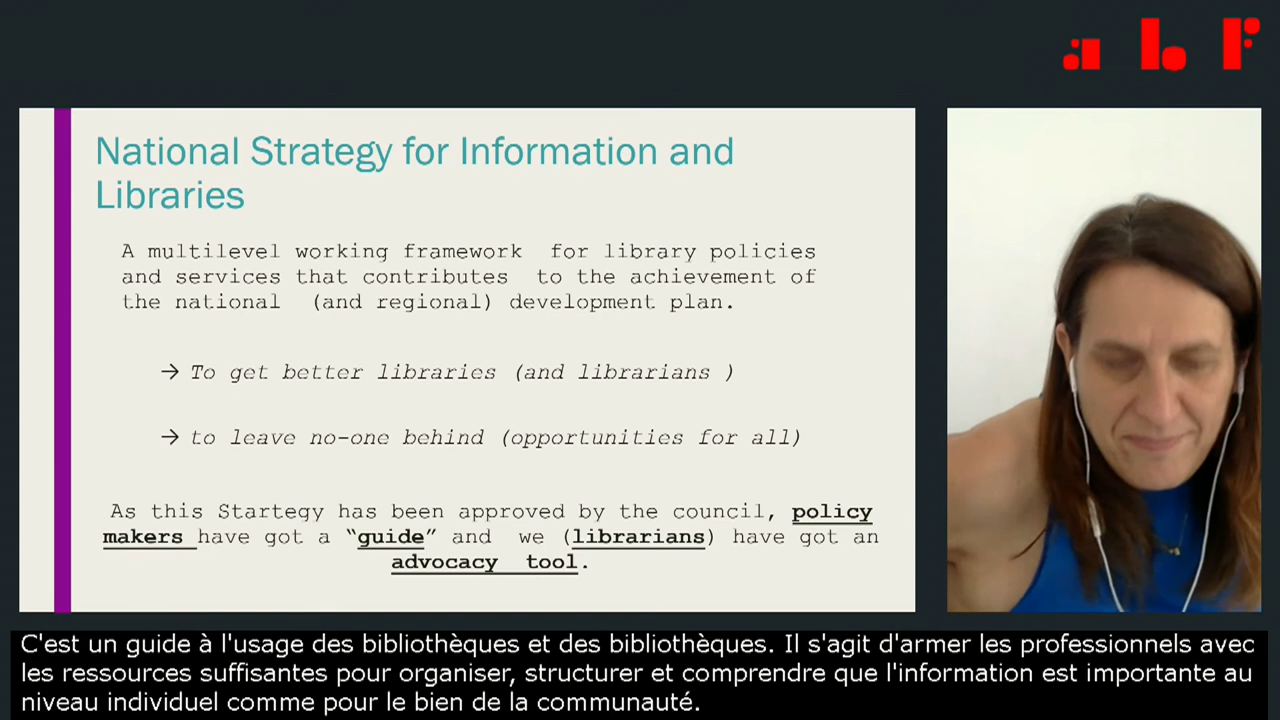 abF
National Strategy for Information and
Libraries
A multilevel working framework for library policies
and services that contributes to the achievement of
the national (and regional) development plan.
→ To get better libraries (and librarians )
→ to leave no-one behind (opportunities for all)
As this Startegy has been approved by the council, policy
makers have got a “guide” and we (librarians) have got an
advocacy tool.
C'est un guide à l'usage des bibliothèques et des bibliothèques. Il s'agit d'armer les professionnels avec
les ressources suffisantes pour organiser, structurer et comprendre que l'information est importante au
niveau individuel comme pour le bien de la communauté.